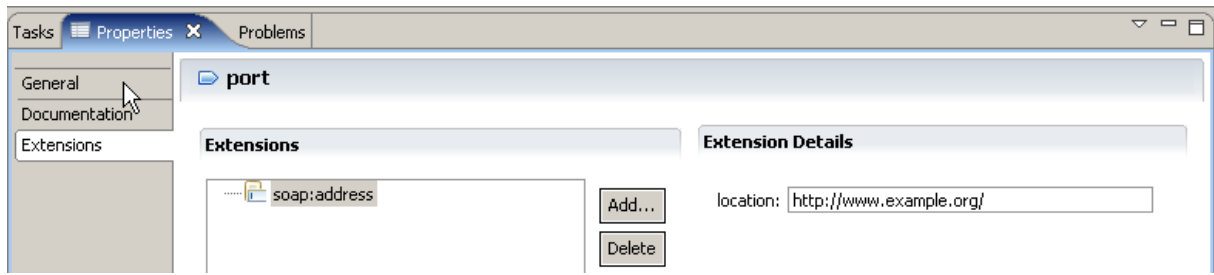 Tasks
Properties
Problems
General
Documentation
Extensions
port
Extensions
soap:address
Add...
Delete
Extension Details
location: http://www.example.org/